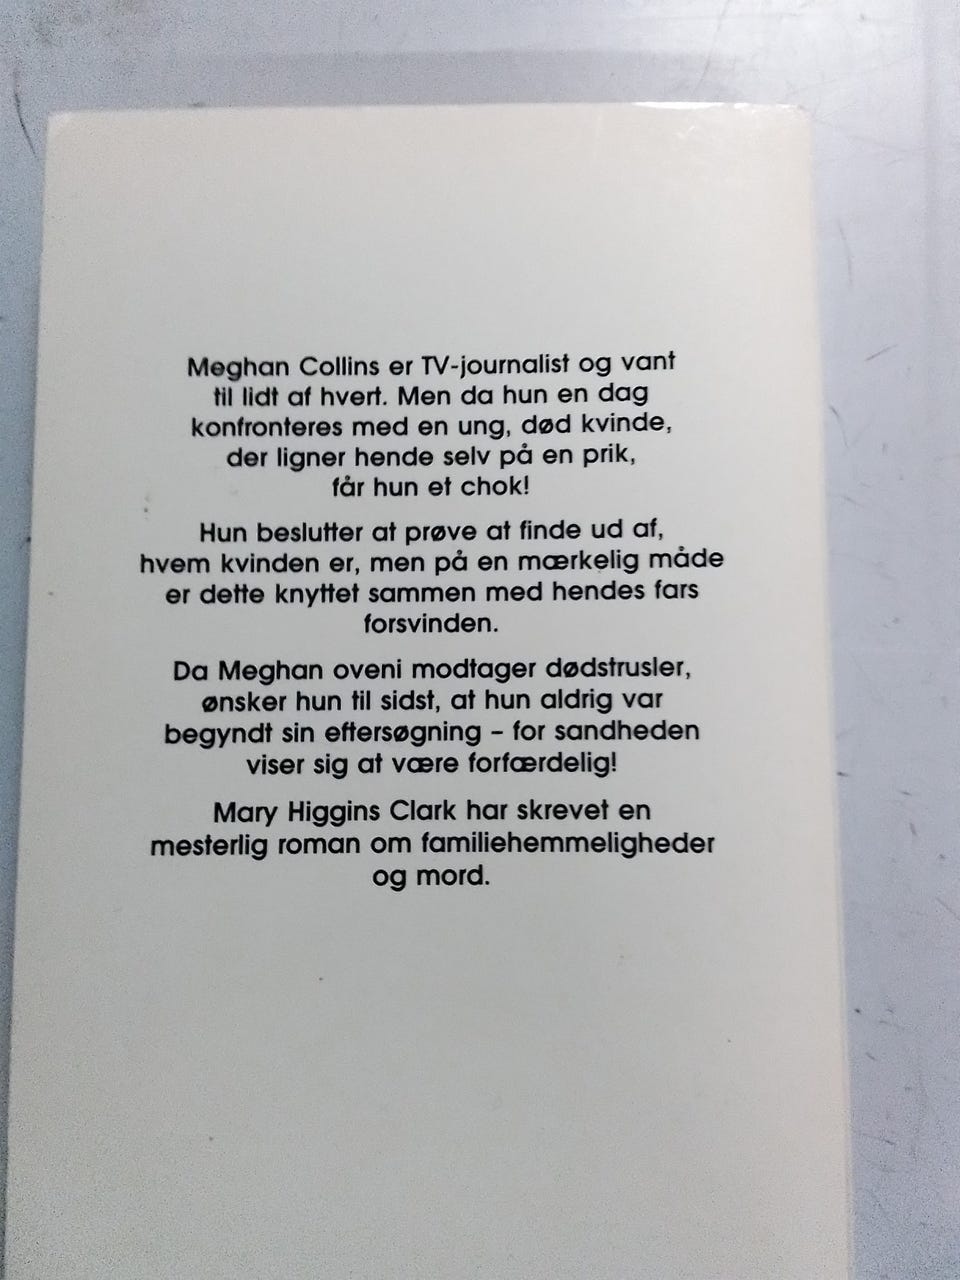 Meghan Collins er TV-journalist og vant
til lidt af hvert. Men da hun en dag
konfronteres med en ung, død kvinde,
der ligner hende selv på en prik,
får hun et chok!
Hun beslutter at prøve at finde ud af,
hvem kvinden er, men på en mærkelig måde
er dette knyttet sammen med hendes fars
forsvinden.
Da Meghan oveni modtager dødstrusler,
ønsker hun til sidst, at hun aldrig var
begyndt sin eftersøgning – for sandheden
viser sig at være forfærdelig!
Mary Higgins Clark har skrevet en
mesterlig roman om familiehemmeligheder
og mord.